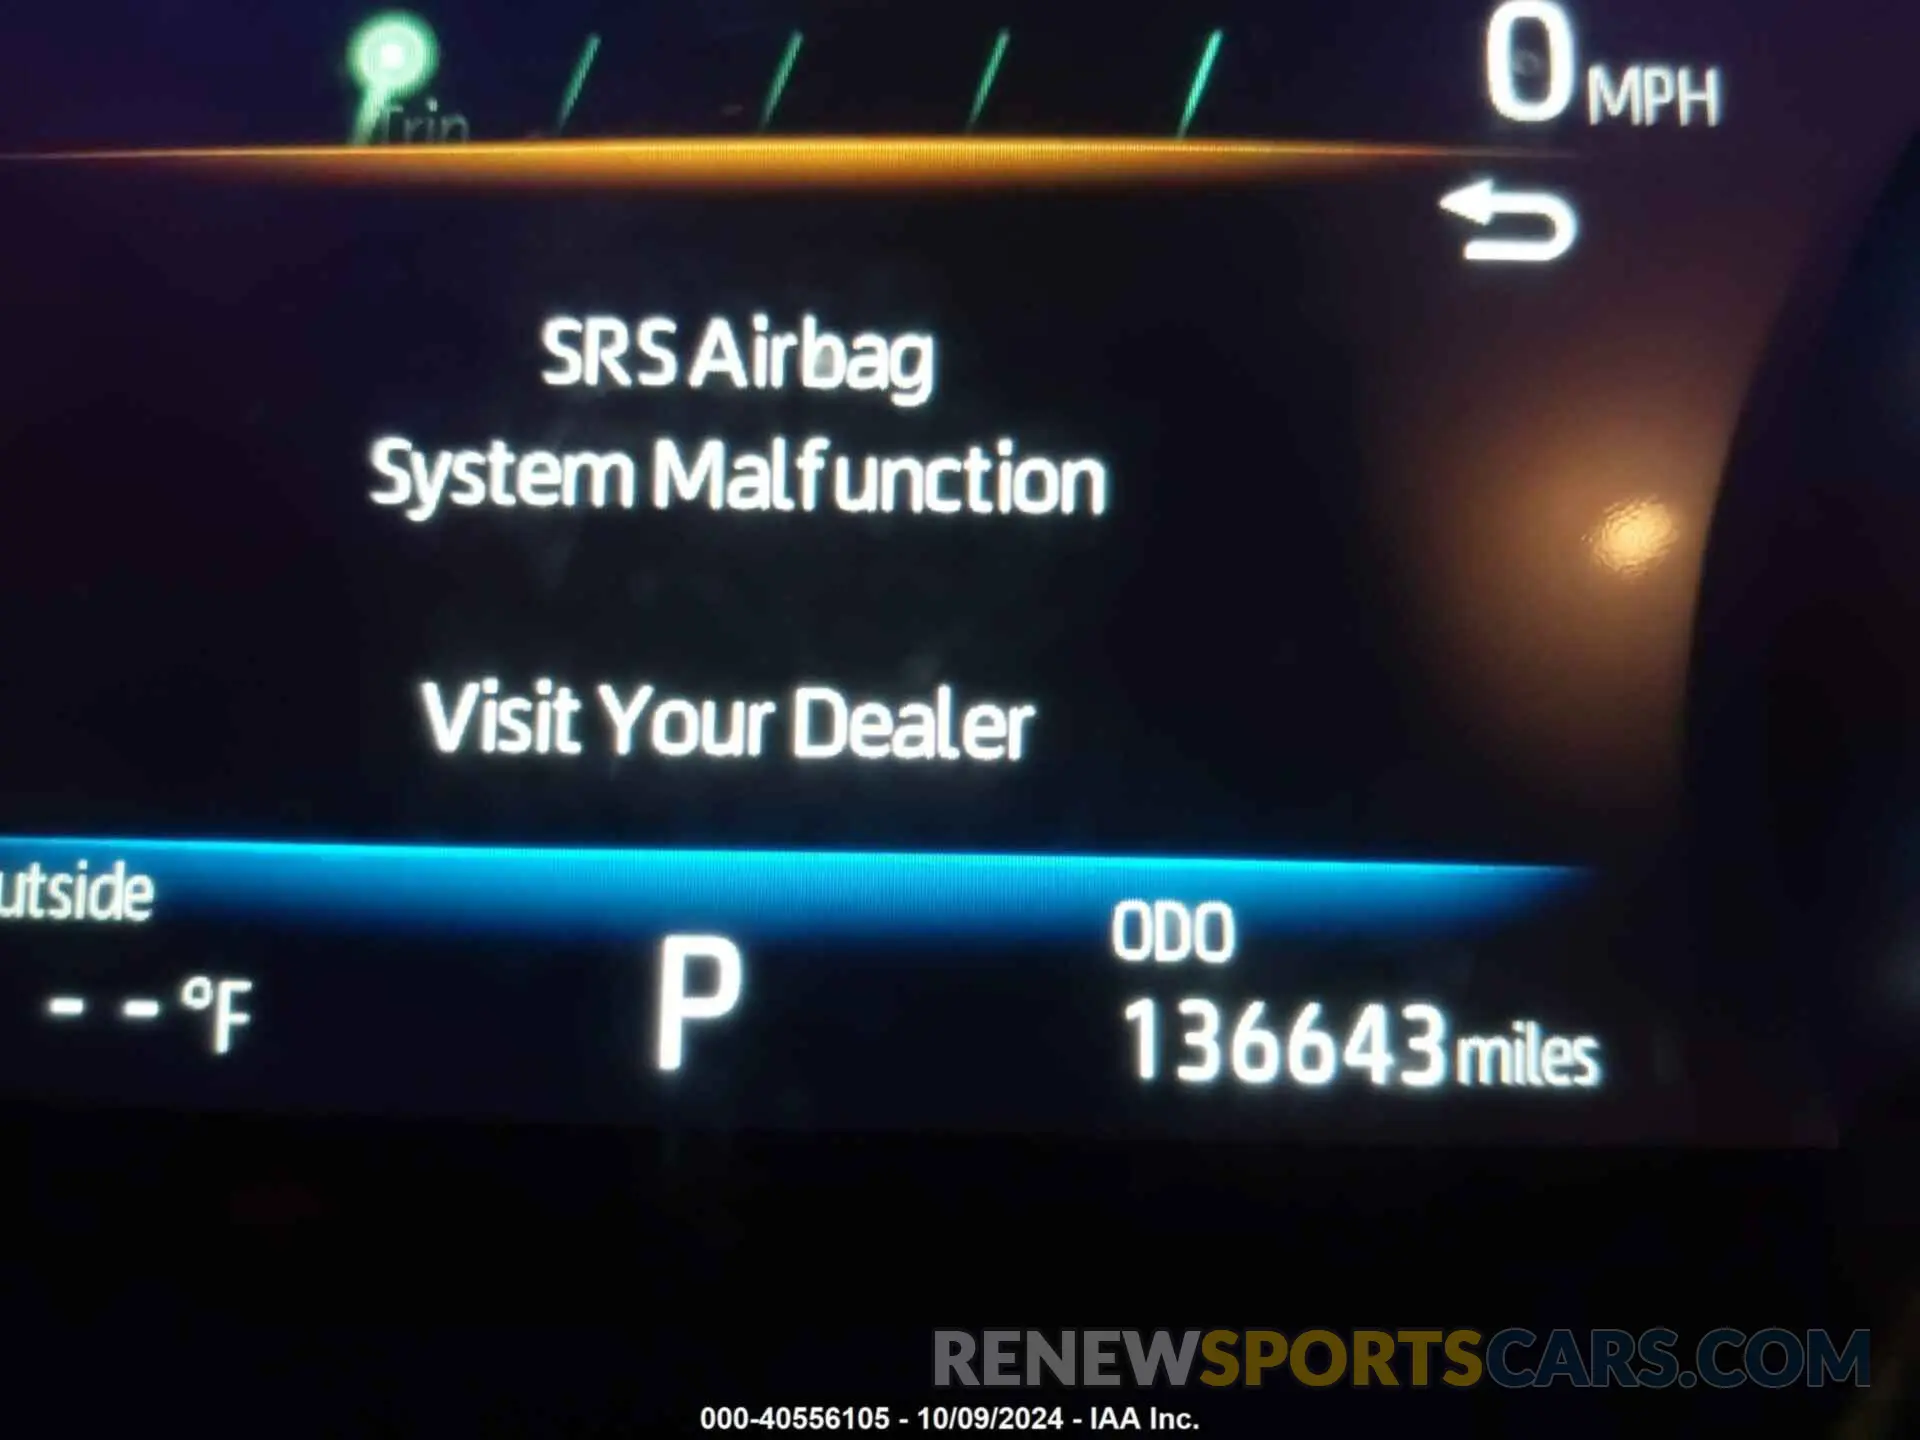 0 MPH
Trip
SRS Airbag
System Malfunction
Visit Your Dealer
utside
ODO
- - °F
P
136643 miles
RENEWSPORTSCARS.COM
000-40556105 - 10/09/2024 - IAA Inc.